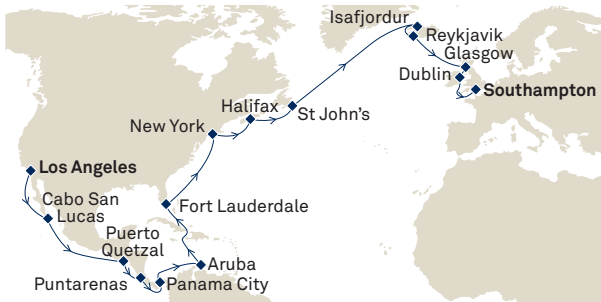 Isafjordur
Reykjavik
Glasgow
Dublin
Southampton
Halifax
St John's
New York
Los Angeles
Cabo San
Lucas
Fort Lauderdale
Puerto
Quetzal
Aruba
Puntarenas
Panama City